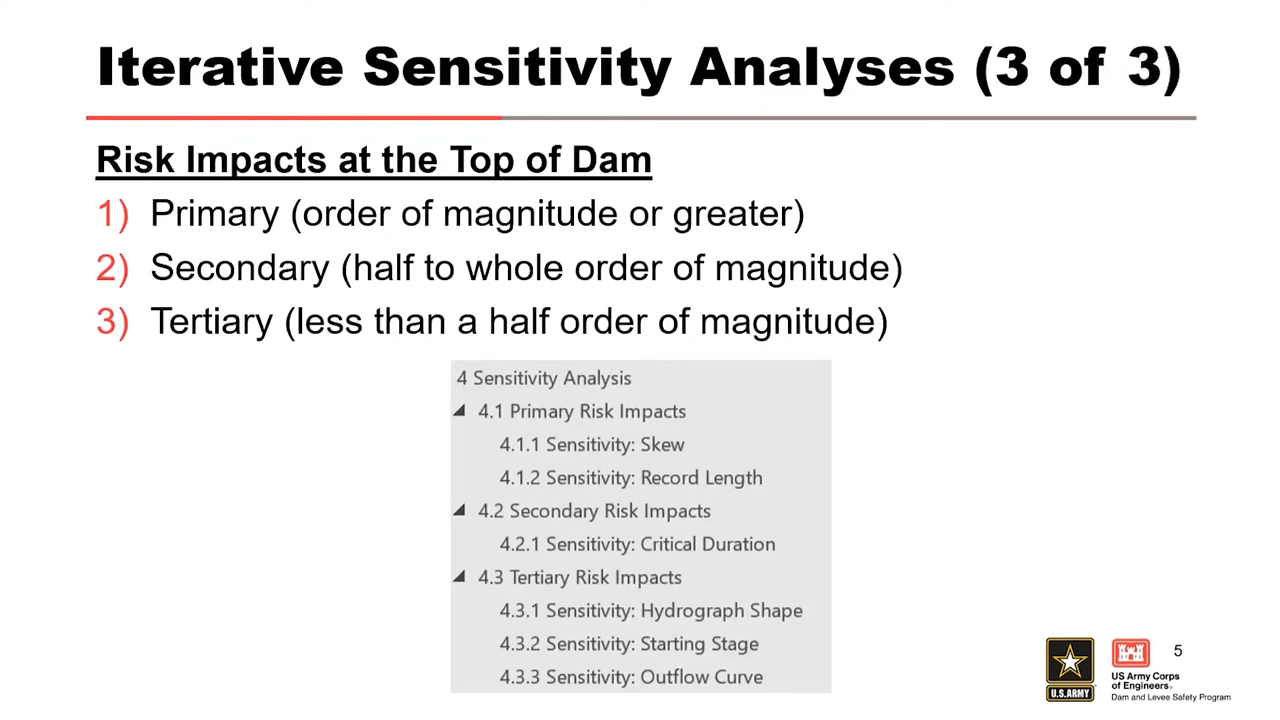 Iterative Sensitivity Analyses (3 of 3)
Risk Impacts at the Top of Dam
1) Primary (order of magnitude or greater)
2) Secondary (half to whole order of magnitude)
3) Tertiary (less than a half order of magnitude)
4 Sensitivity Analysis
4.1 Primary Risk Impacts
4.1.1 Sensitivity: Skew
4.1.2 Sensitivity: Record Length
4.2 Secondary Risk Impacts
4.2.1 Sensitivity: Critical Duration
4.3 Tertiary Risk Impacts
4.3.1 Sensitivity: Hydrograph Shape
4.3.2 Sensitivity: Starting Stage
4.3.3 Sensitivity: Outflow Curve
U.S.ARMY
5
US Army Corps
of Engineers®
Dam and Levee Safety Program